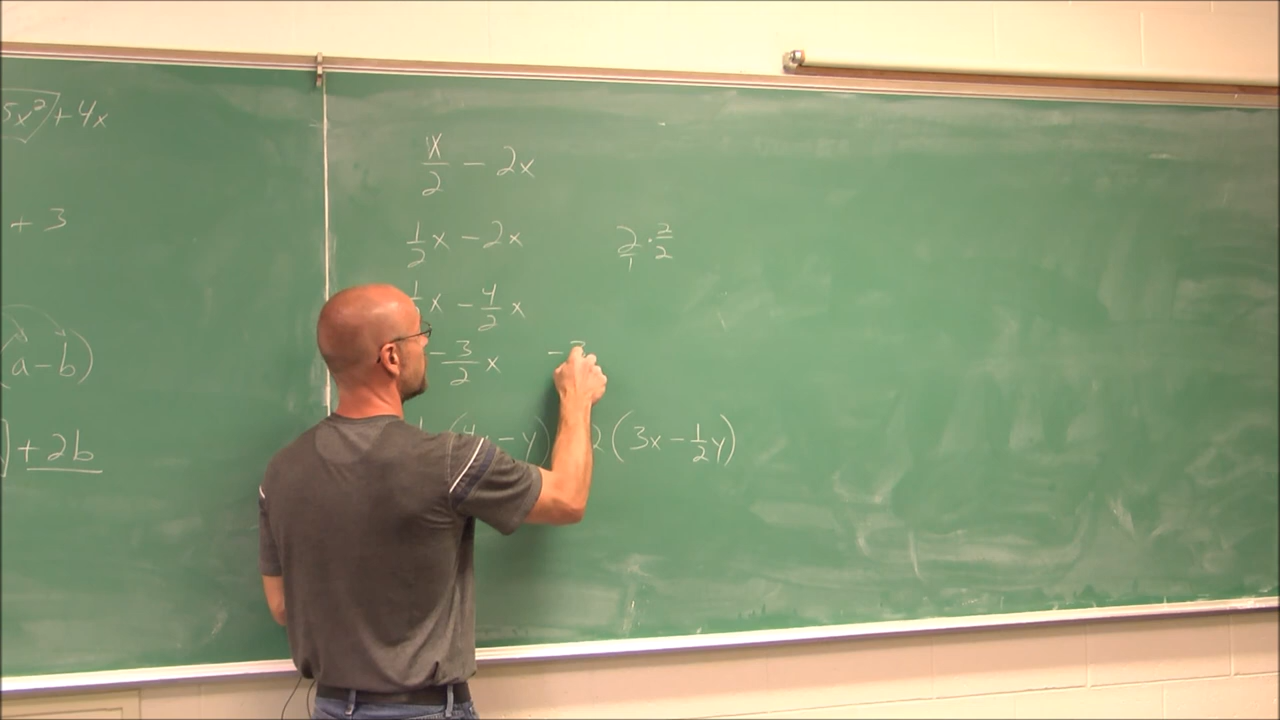 5x² + 4x
+ 3
(a-b)
+ 2b
x/2 - 2x
1/2 x - 2x
2/1 · 2/2
1/2 x - 4/2 x
-3/2 x -
- y) 2(3x - 1/2 y)